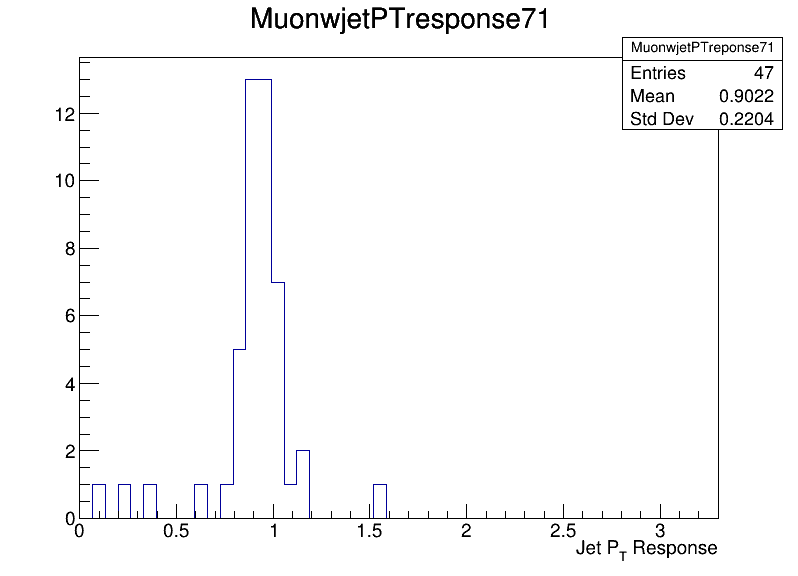 MuonwjetPTresponse71
MuonwjetPTreponse71
Entries 47
Mean 0.9022
Std Dev 0.2204
12
10
8
6
4
2
0
0 0.5 1 1.5 2 2.5 3
Jet PT Response